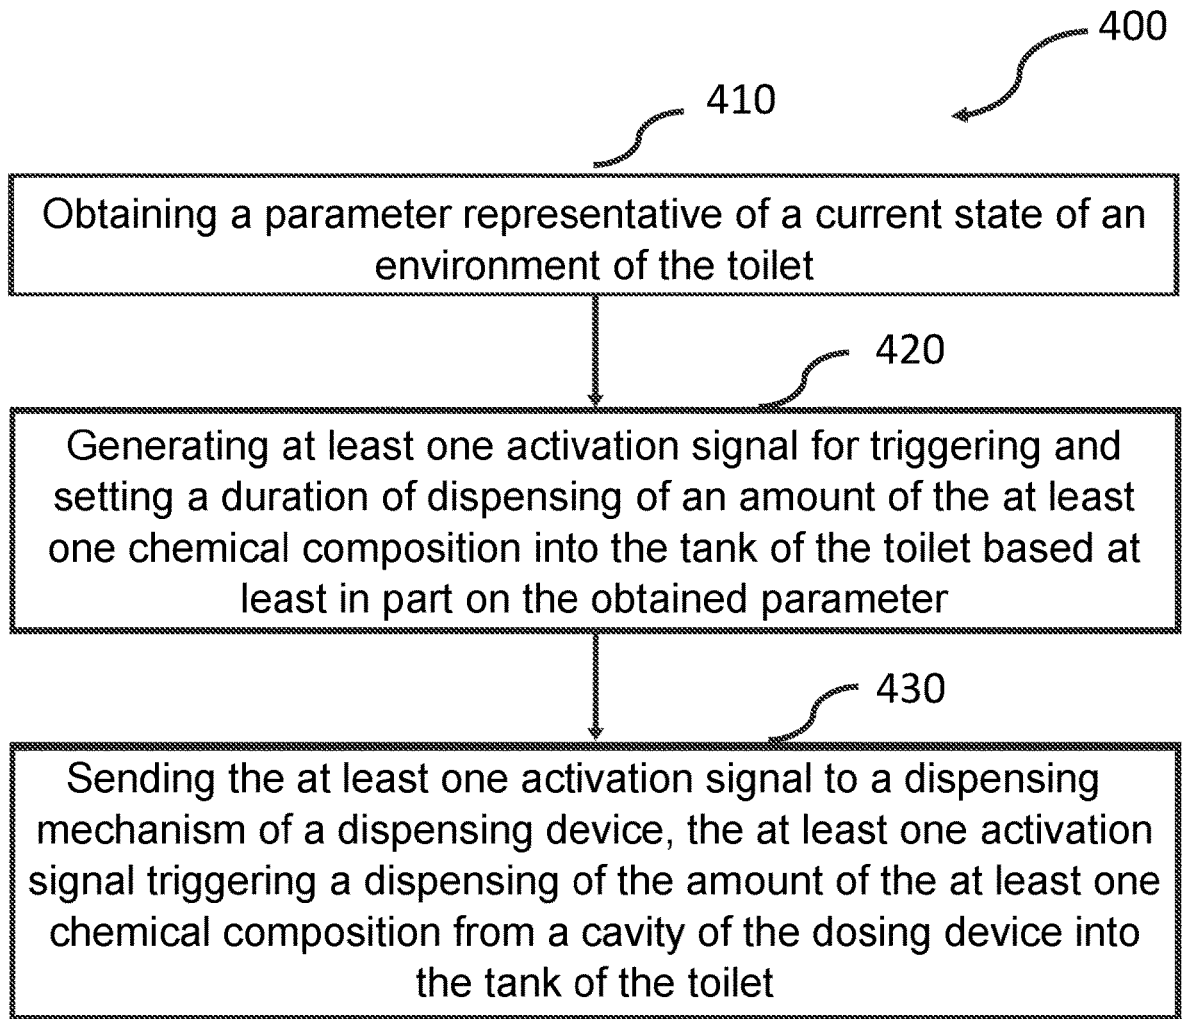 400
410
Obtaining a parameter representative of a current state of an
environment of the toilet
420
Generating at least one activation signal for triggering and
setting a duration of dispensing of an amount of the at least
one chemical composition into the tank of the toilet based at
least in part on the obtained parameter
430
Sending the at least one activation signal to a dispensing
mechanism of a dispensing device, the at least one activation
signal triggering a dispensing of the amount of the at least one
chemical composition from a cavity of the dosing device into
the tank of the toilet